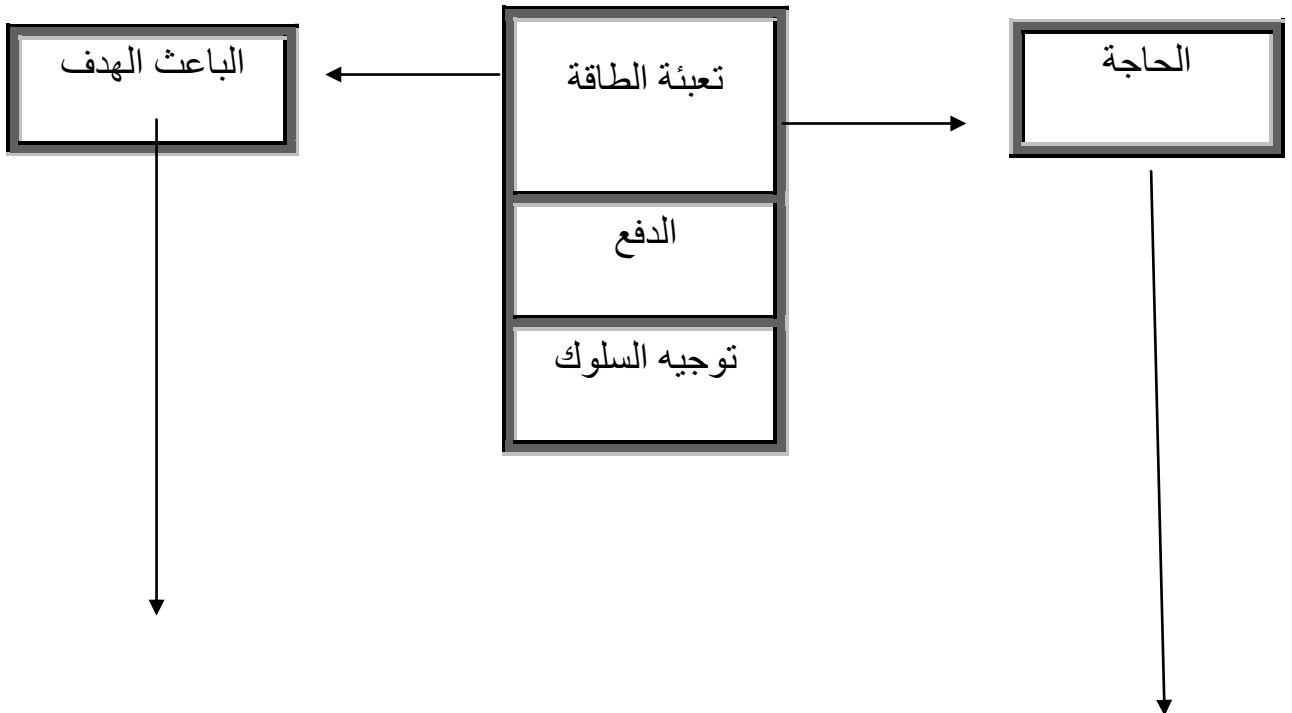 الحاجة
تعبئة الطاقة
الباعث الهدف
الدفع
توجيه السلوك